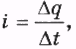 i = Δq/Δt,